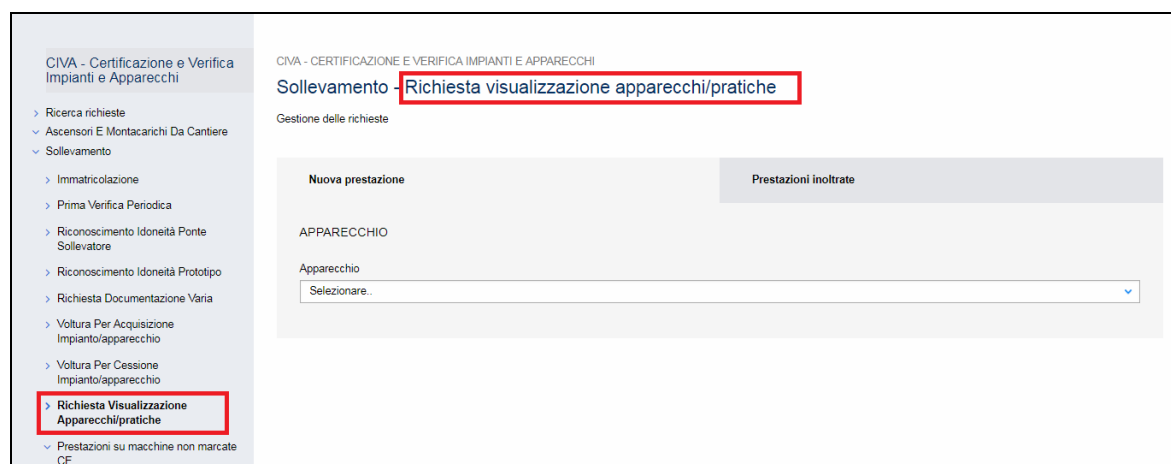 CIVA - Certificazione e Verifica
Impianti e Apparecchi
Ricerca richieste
Ascensori E Montacarichi Da Cantiere
Sollevamento
Immatricolazione
Prima Verifica Periodica
Riconoscimento Idoneità Ponte
Sollevatore
Riconoscimento Idoneità Prototipo
Richiesta Documentazione Varia
Voltura Per Acquisizione
Impianto/apparecchio
Voltura Per Cessione
Impianto/apparecchio
Richiesta Visualizzazione
Apparecchi/pratiche
Prestazioni su macchine non marcate
CE
CIVA - CERTIFICAZIONE E VERIFICA IMPIANTI E APPARECCHI
Sollevamento - Richiesta visualizzazione apparecchi/pratiche
Gestione delle richieste
Nuova prestazione
Prestazioni inoltrate
APPARECCHIO
Apparecchio
Selezionare..